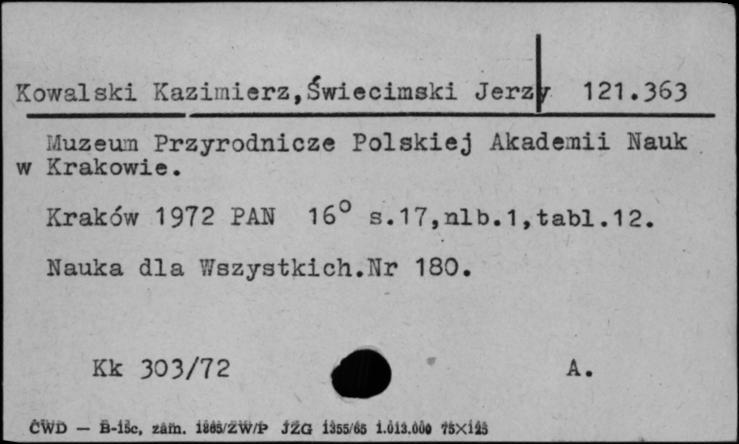 Kowalski Kazimierz,Świecimski Jerzy 121.363
Muzeum Przyrodnicze Polskiej Akademii Nauk
w Krakowie.
Kraków 1972 PAN 16° s.17,nlb.1,tabl.12.
Nauka dla Wszystkich.Nr 180.
Kk 303/72 A.
CWD — B-15c, zam. ZW/P JZG 1355/65 1.013.000 75×125